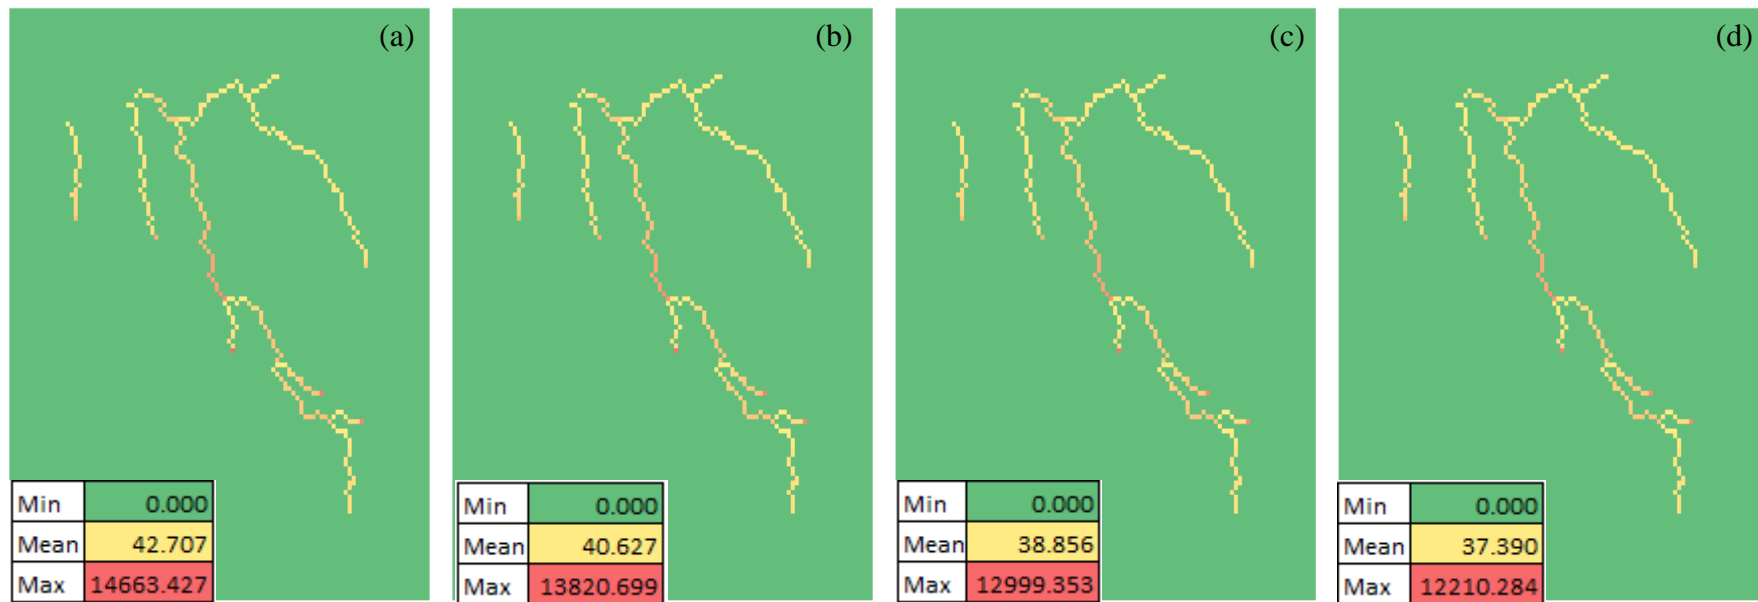 (a) (b) (c) (d)
Min 0.000 Min 0.000 Min 0.000 Min 0.000
Mean 42.707 Mean 40.627 Mean 38.856 Mean 37.390
Max 14663.427 Max 13820.699 Max 12999.353 Max 12210.284